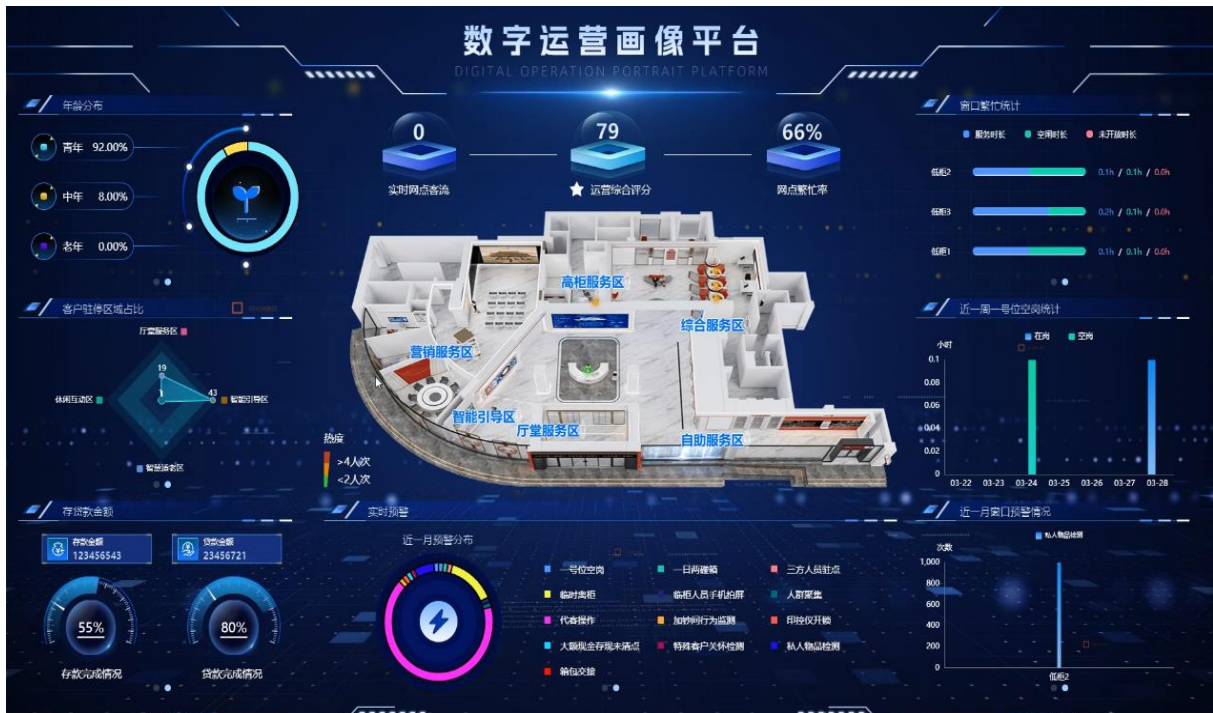 数字运营画像平台
DIGITAL OPERATION PORTRAIT PLATFORM
年龄分布
青年 92.00%
中年 8.00%
老年 0.00%
0
实时网点客流
79
运营综合评分
66%
网点繁忙率
窗口繁忙统计
服务时长 空闲时长 未开放时长
低柜2 0.1h / 0.1h / 0.0h
低柜3 0.2h / 0.1h / 0.0h
低柜1 0.1h / 0.1h / 0.0h
客户驻停区域占比
厅堂服务区
19
43 智能引导区
休闲互动区
智慧适老区
高柜服务区
综合服务区
营销服务区
智能引导区
厅堂服务区
自助服务区
热度
>4人次
<2人次
近一周一号位空岗统计
在岗 空岗
小时
0.1
0.08
0.06
0.04
0.02
0
03-22 03-23 03-24 03-25 03-26 03-27 03-28
存贷款金额
存款金额
123456543
贷款金额
23456721
55%
存款完成情况
80%
贷款完成情况
实时预警
近一月预警分布
一号位空岗 一日两碰箱 三方人员驻点
临时离柜 临柜人员手机拍屏 人群聚集
代客操作 加钞间行为监测 印控仪开锁
大额现金存现未清点 特殊客户关怀检测 私人物品检测
箱包交接
近一月窗口预警情况
私人物品检测
次数
1,000
800
600
400
200
0
低柜2